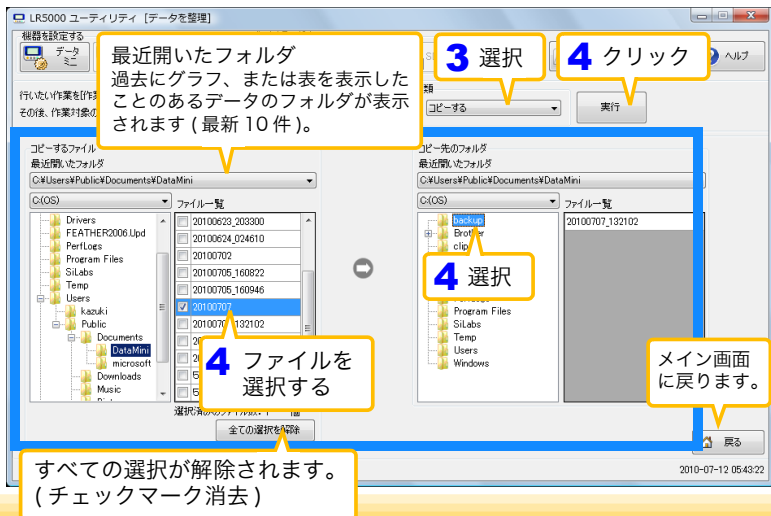 LR5000 ユーティリティ [データを整理]
機器を設定する
データ
ミニ
最近開いたフォルダ
過去にグラフ、または表を表示した
ことのあるデータのフォルダが表示
されます ( 最新 10 件 )。
3 選択
4 クリック
ヘルプ
行いたい作業を[作
その後、作業対象の
コピーする
実行
コピーするファイル
最近開いたフォルダ
C:¥Users¥Public¥Documents¥DataMini
C:(OS)
ファイル一覧
Drivers
FEATHER2006.Upd
PerfLogs
Program Files
SiLabs
Temp
Users
kazuki
Public
Documents
DataMini
microsoft
Downloads
Music
20100623_203300
20100624_024610
20100702
20100705_160822
20100705_160946
20100707
4 ファイルを
選択する
全ての選択を解除
すべての選択が解除されます。
( チェックマーク消去 )
コピー先のフォルダ
最近開いたフォルダ
C:¥Users¥Public¥Documents¥DataMini
C:(OS)
ファイル一覧
backup
Brother
clip
4 選択
Program Files
SiLabs
Temp
Users
Windows
20100707_132102
メイン画面
に戻ります。
戻る
2010-07-12 05:43:22